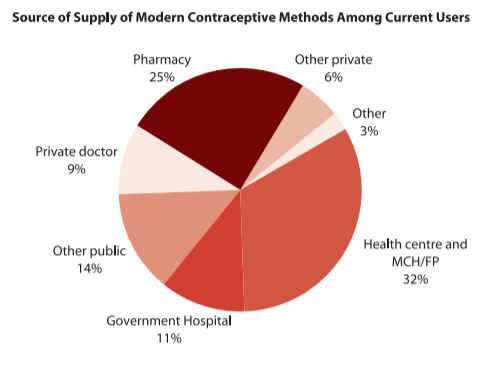 Source of Supply of Modern Contraceptive Methods Among Current Users
Pharmacy
25%
Other private
6%
Other
3%
Private doctor
9%
Health centre and
MCH/FP
32%
Other public
14%
Government Hospital
11%